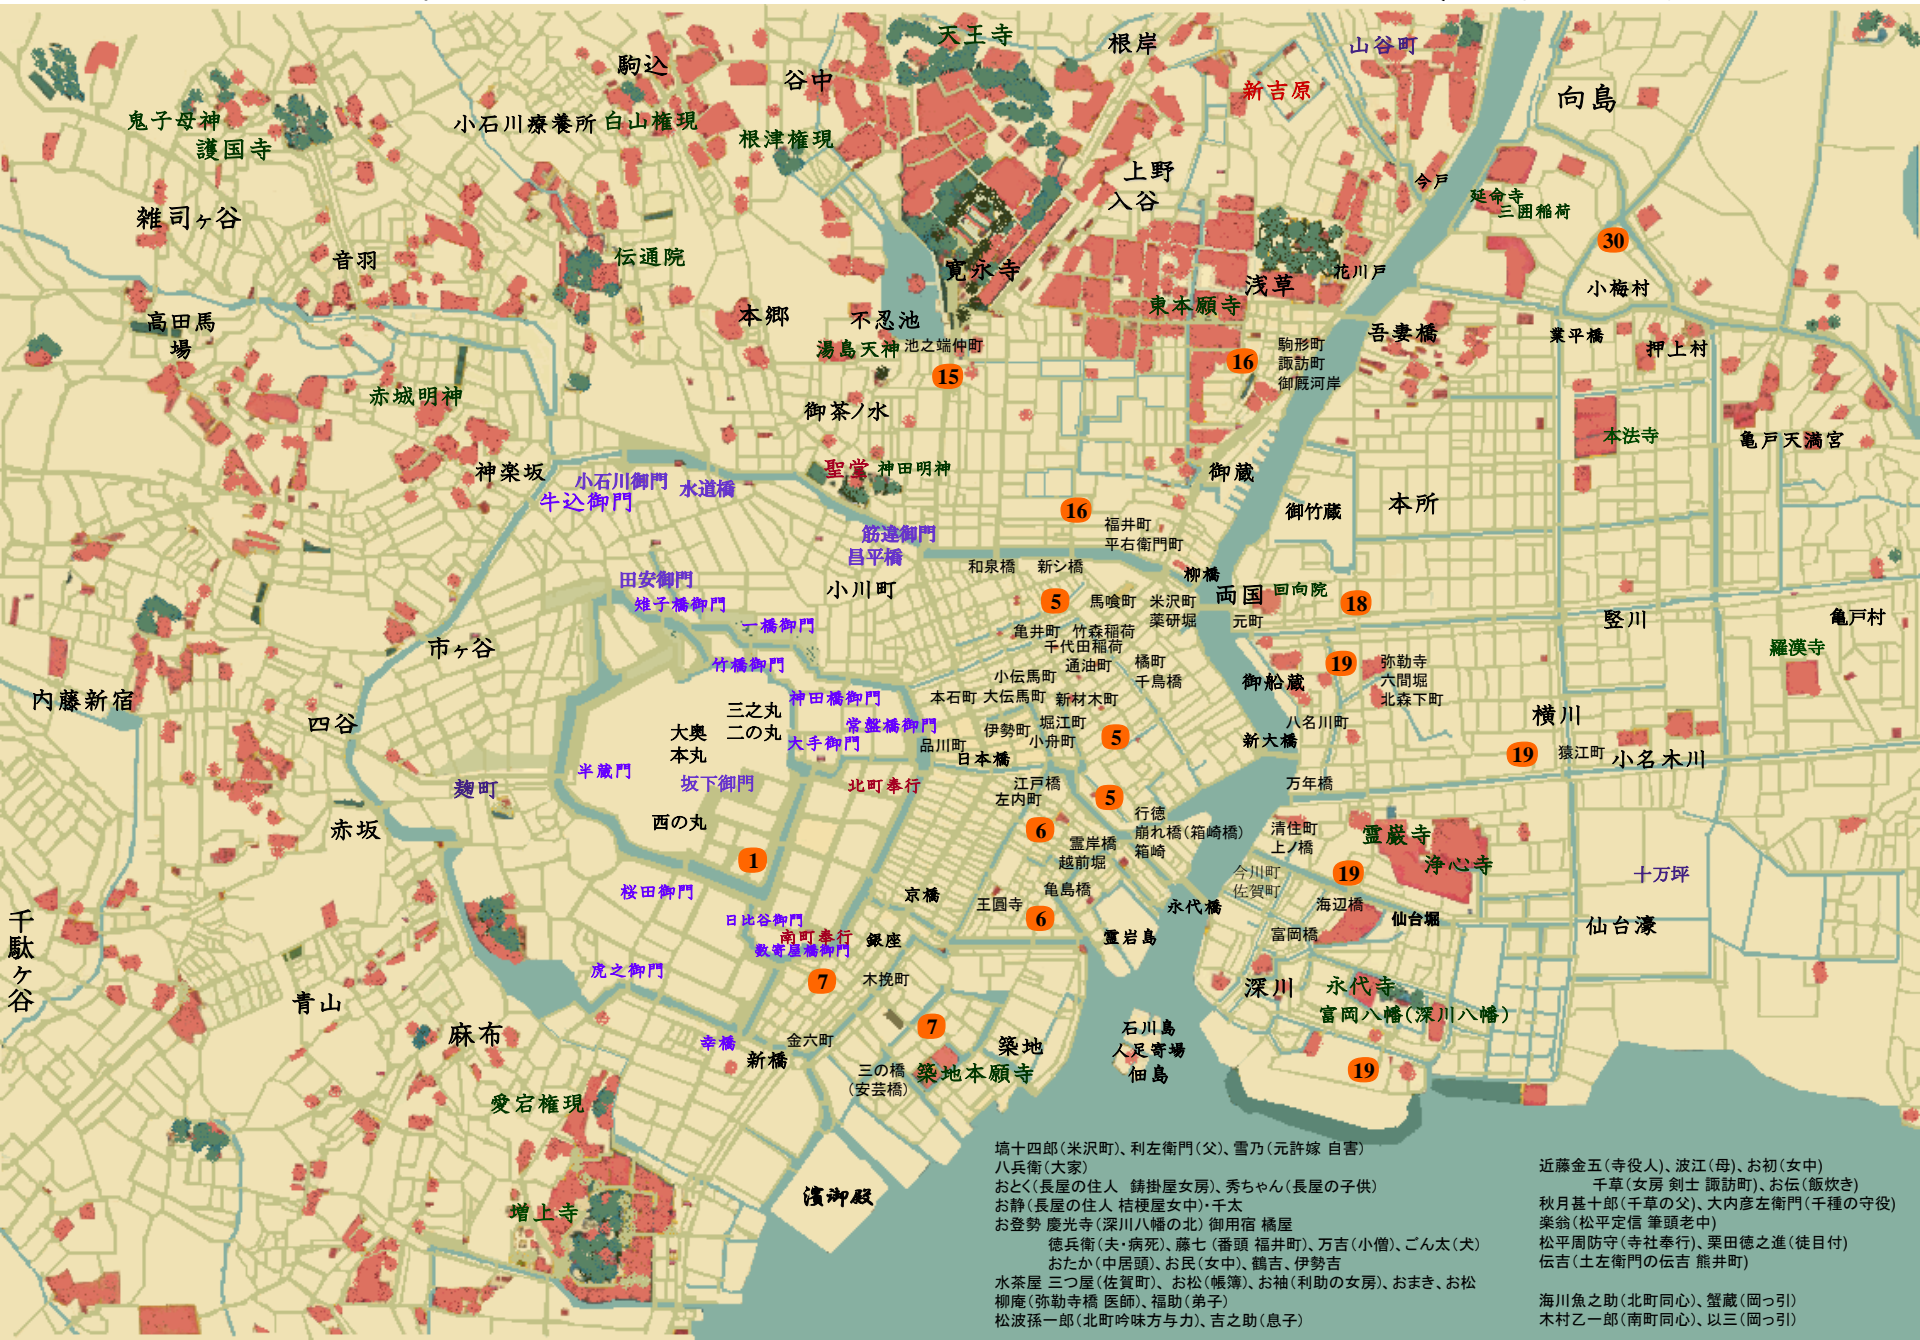 天王寺
根岸
山谷町
駒込
谷中
新吉原
向島
鬼子母神
護国寺
小石川療養所
白山権現
根津権現
上野
入谷
今戸
延命寺
三囲稲荷
雑司ヶ谷
音羽
伝通院
寛永寺
浅草
花川戸
30
小梅村
東本願寺
高田馬
場
本郷
不忍池
湯島天神
池之端仲町
15
16
駒形町
諏訪町
御厩河岸
吾妻橋
業平橋
押上村
赤城明神
御茶ノ水
本法寺
亀戸天満宮
神楽坂
小石川御門
牛込御門
水道橋
聖堂
神田明神
御蔵
御竹蔵
本所
筋違御門
昌平橋
16
福井町
平右衛門町
和泉橋
新シ橋
柳橋
両国
回向院
18
元町
田安御門
雉子橋御門
一橋御門
小川町
5
馬喰町
米沢町
薬研堀
竪川
亀戸村
羅漢寺
市ヶ谷
竹橋御門
亀井町
竹森稲荷
千代田稲荷
通油町
橘町
千鳥橋
19
弥勒寺
六間堀
北森下町
御船蔵
内藤新宿
四谷
神田橋御門
常盤橋御門
大手御門
三之丸
二の丸
大奥
本丸
小伝馬町
本石町
大伝馬町
新材木町
堀江町
伊勢町
小舟町
品川町
日本橋
5
八名川町
新大橋
横川
19
猿江町
小名木川
半蔵門
坂下御門
北町奉行
麹町
江戸橋
左内町
5
万年橋
赤坂
西の丸
1
6
行徳
崩れ橋(箱崎橋)
箱崎
霊岸橋
越前堀
清住町
上ノ橋
霊巌寺
浄心寺
今川町
佐賀町
19
十万坪
桜田御門
日比谷御門
南町奉行
数寄屋橋御門
京橋
銀座
王圓寺
亀島橋
6
永代橋
霊岩島
海辺橋
仙台堀
富岡橋
仙台濠
千駄ヶ谷
青山
麻布
虎之御門
7
木挽町
7
深川
永代寺
富岡八幡(深川八幡)
石川島
人足寄場
佃島
幸橋
新橋
金六町
三の橋
(安芸橋)
築地
築地本願寺
19
愛宕権現
増上寺
濱御殿
塙十四郎(米沢町)、利左衛門(父)、雪乃(元許嫁 自害)
八兵衛(大家)
おとく(長屋の住人 鋳掛屋女房)、秀ちゃん(長屋の子供)
お静(長屋の住人 桔梗屋女中)・千太
お登勢 慶光寺(深川八幡の北) 御用宿 橘屋
徳兵衛(夫・病死)、藤七(番頭 福井町)、万吉(小僧)、ごん太(犬)
おたか(中居頭)、お民(女中)、鶴吉、伊勢吉
水茶屋 三つ屋(佐賀町)、お松(帳簿)、お袖(利助の女房)、おまき、お松
柳庵(弥勒寺橋 医師)、福助(弟子)
松波孫一郎(北町吟味方与力)、吉之助(息子)
近藤金五(寺役人)、波江(母)、お初(女中)
千草(女房 剣士 諏訪町)、お伝(飯炊き)
秋月甚十郎(千草の父)、大内彦左衛門(千種の守役)
楽翁(松平定信 筆頭老中)
松平周防守(寺社奉行)、栗田徳之進(徒目付)
伝吉(土左衛門の伝吉 熊井町)
海川魚之助(北町同心)、蟹蔵(岡っ引)
木村乙一郎(南町同心)、以三(岡っ引)